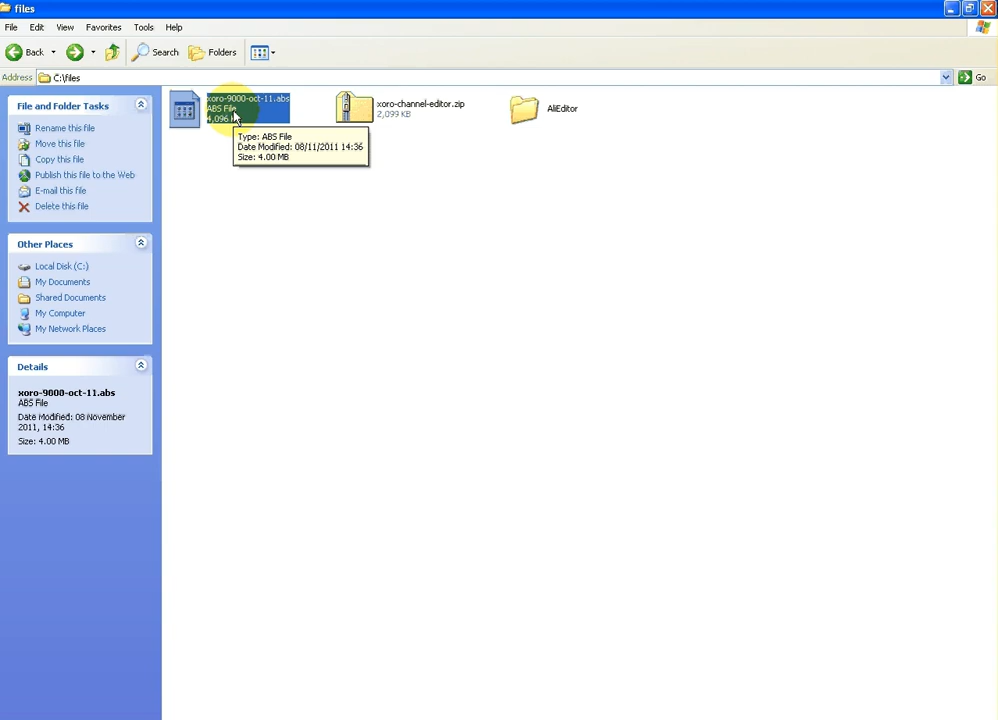 files
File Edit View Favorites Tools Help
Back Search Folders
Address C:\files Go
File and Folder Tasks
Rename this file
Move this file
Copy this file
Publish this file to the Web
E-mail this file
Delete this file
Other Places
Local Disk (C:)
My Documents
Shared Documents
My Computer
My Network Places
Details
xoro-9000-oct-11.abs
ABS File
Date Modified: 08 November
2011, 14:36
Size: 4.00 MB
xoro-9000-oct-11.abs
ABS File
4,096
Type: ABS File
Date Modified: 08/11/2011 14:36
Size: 4.00 MB
xoro-channel-editor.zip
2,099 KB
AliEditor